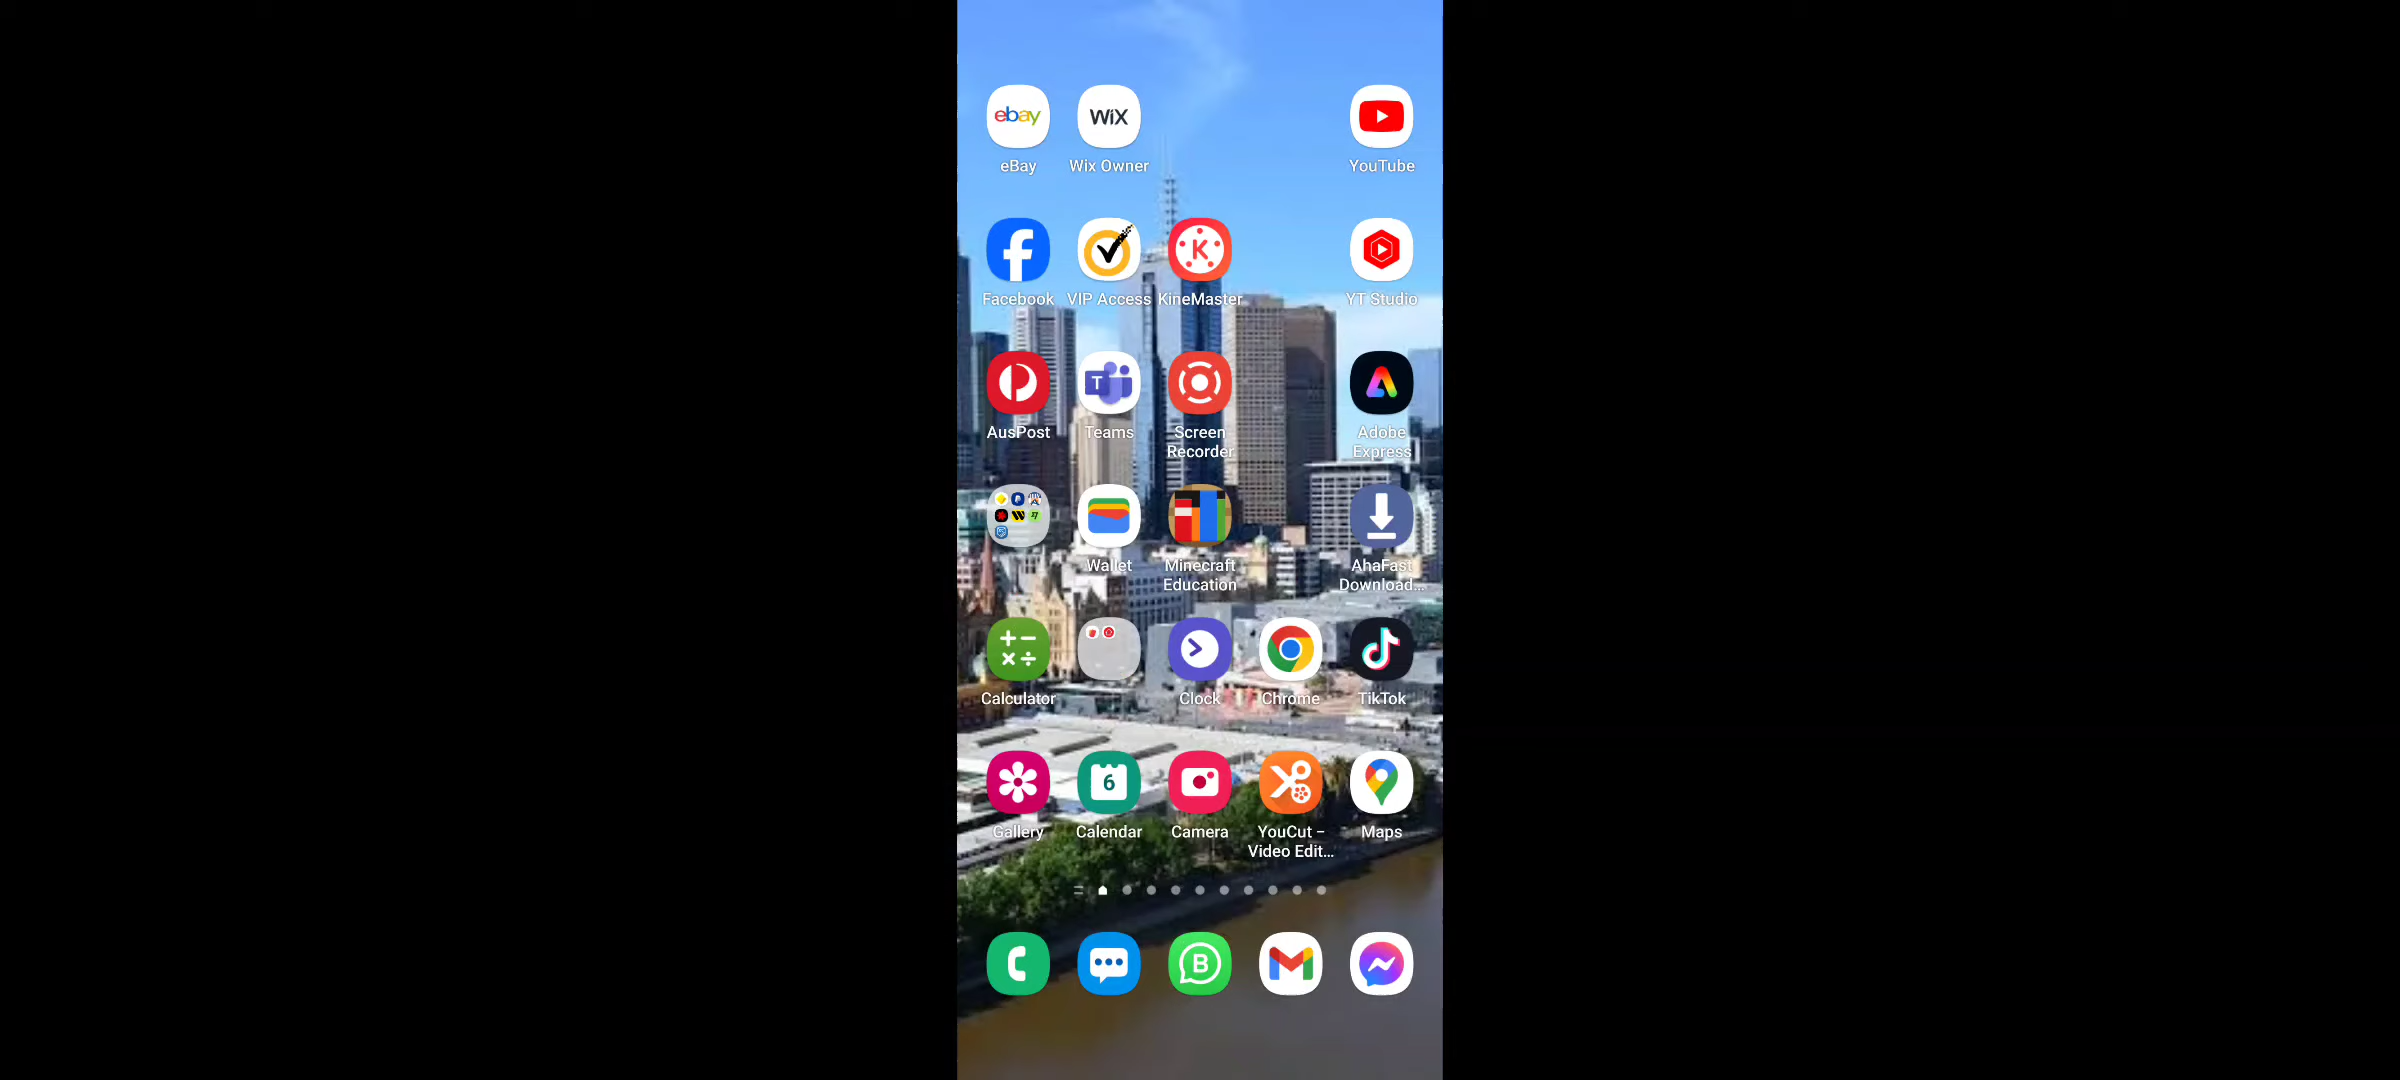 ebay
WiX
eBay
Wix Owner
YouTube
K
Facebook
VIP Access
KineMaster
YT Studio
T
AusPost
Teams
Screen
Recorder
Adobe
Express
Wallet
Minecraft
Education
AhaFast
Download...
Calculator
Clock
Chrome
TikTok
6
Gallery
Calendar
Camera
YouCut –
Video Edit...
Maps
B